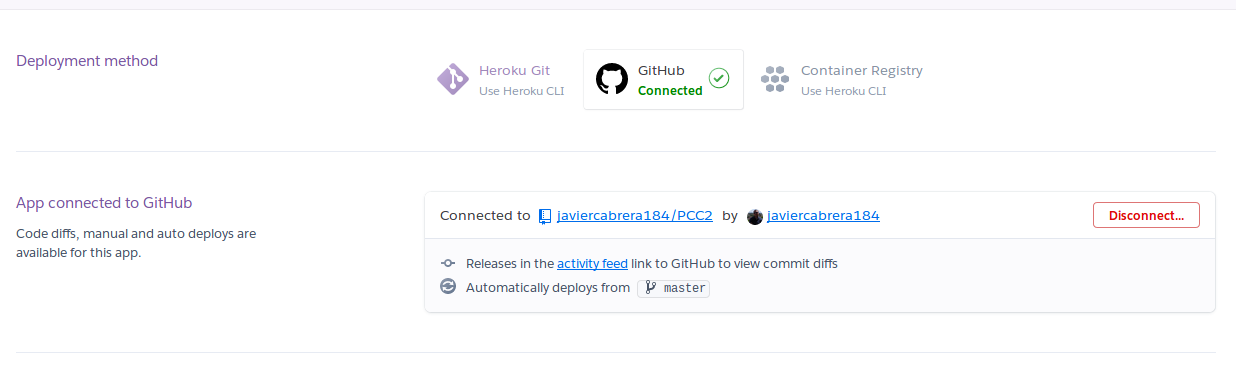 Deployment method
Heroku Git
Use Heroku CLI
GitHub
Connected
Container Registry
Use Heroku CLI
App connected to GitHub
Code diffs, manual and auto deploys are
available for this app.
Connected to javiercabrera184/PCC2 by javiercabrera184
Disconnect...
Releases in the activity feed link to GitHub to view commit diffs
Automatically deploys from master